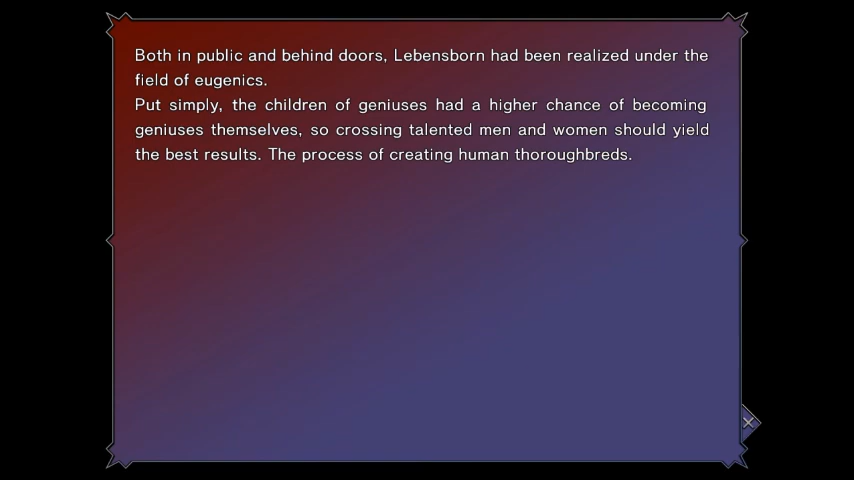 Both in public and behind doors, Lebensborn had been realized under the
field of eugenics.
Put simply, the children of geniuses had a higher chance of becoming
geniuses themselves, so crossing talented men and women should yield
the best results. The process of creating human thoroughbreds.